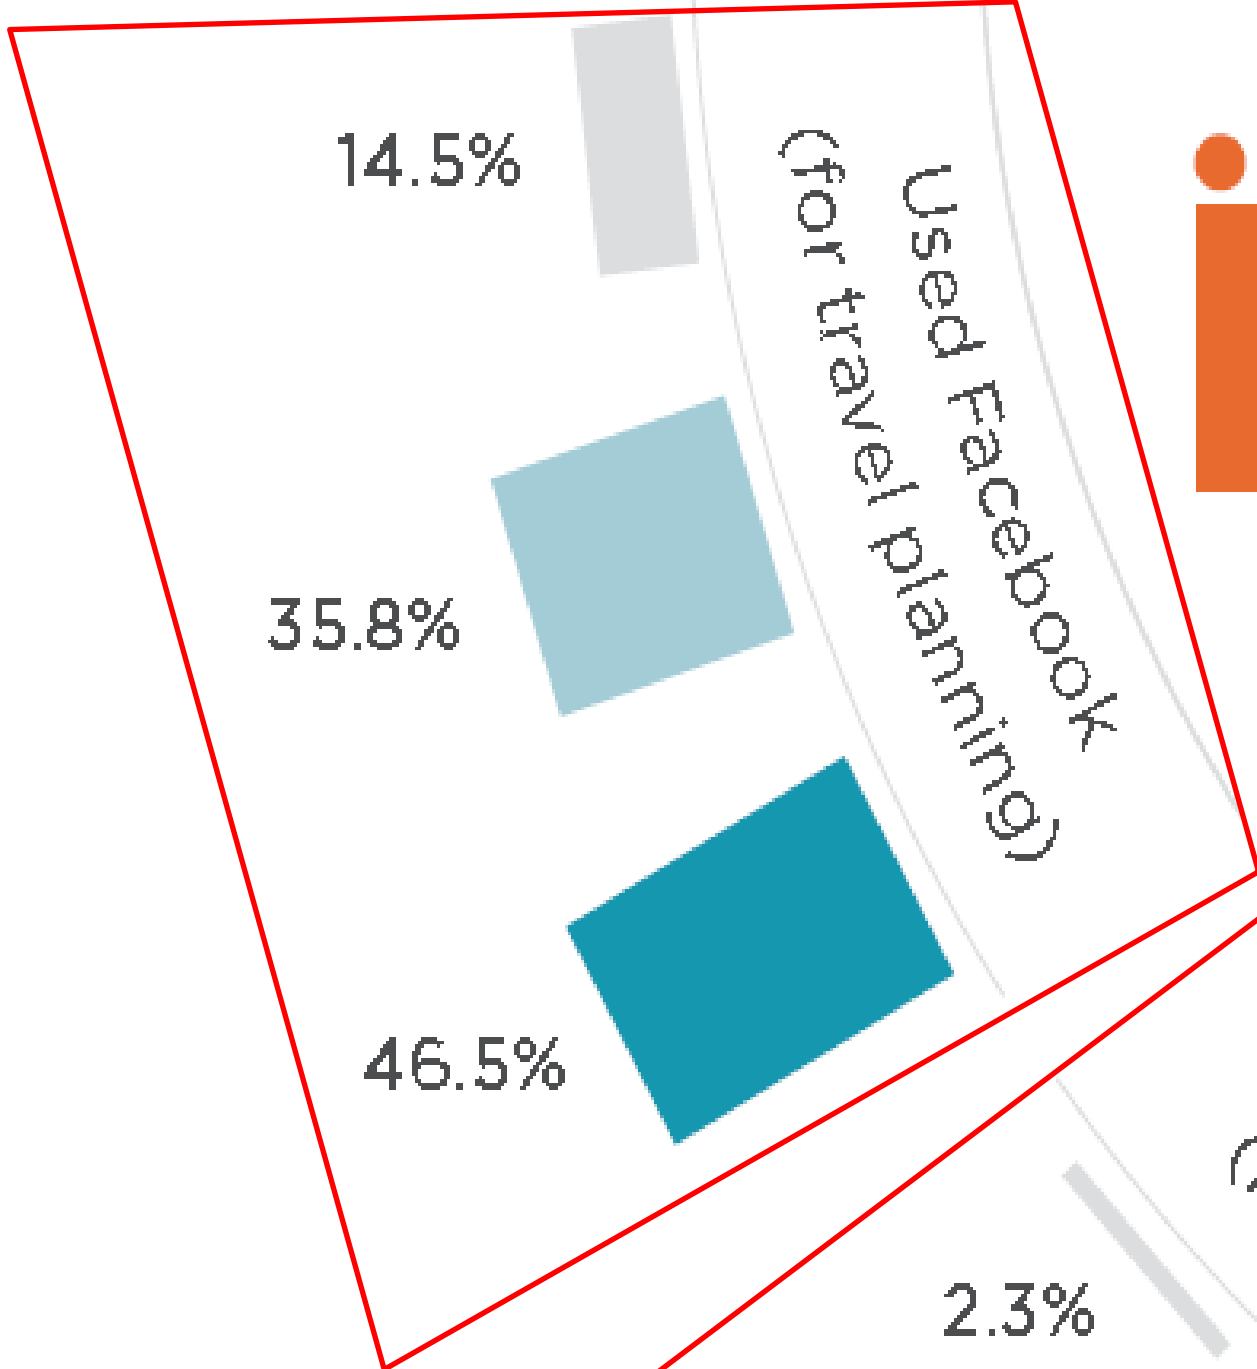 14.5%
Used Facebook
(for travel planning)
35.8%
46.5%
2.3%